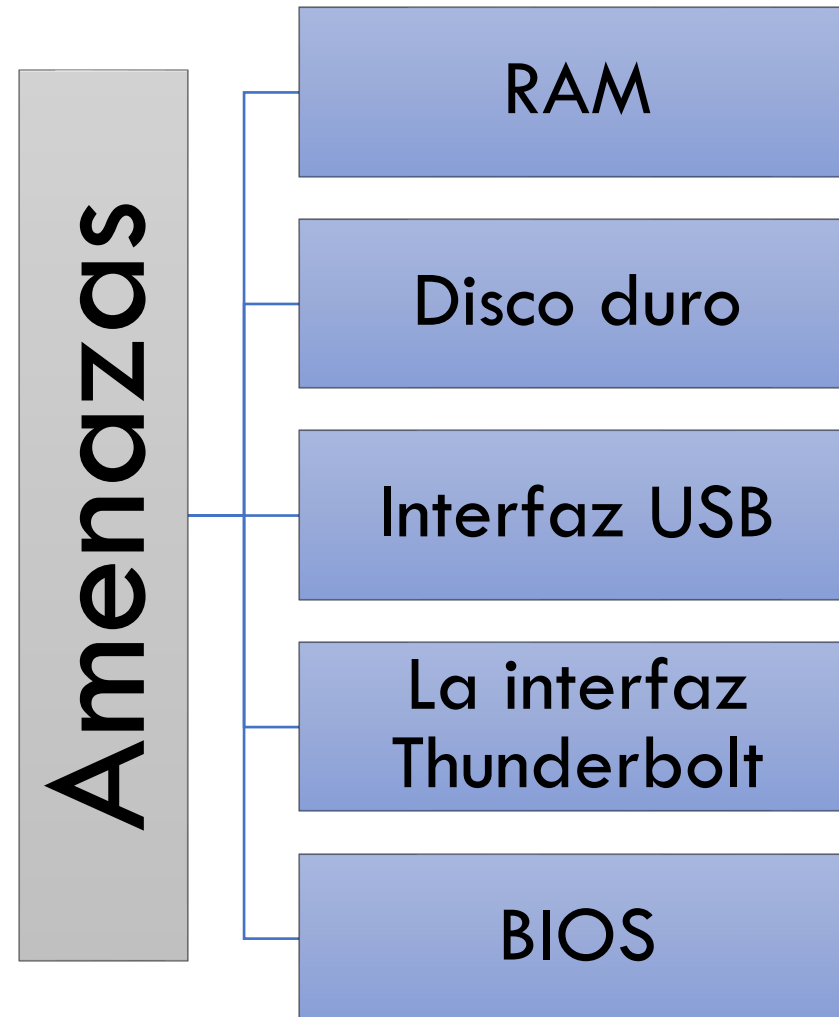 Amenazas
RAM
Disco duro
Interfaz USB
La interfaz
Thunderbolt
BIOS